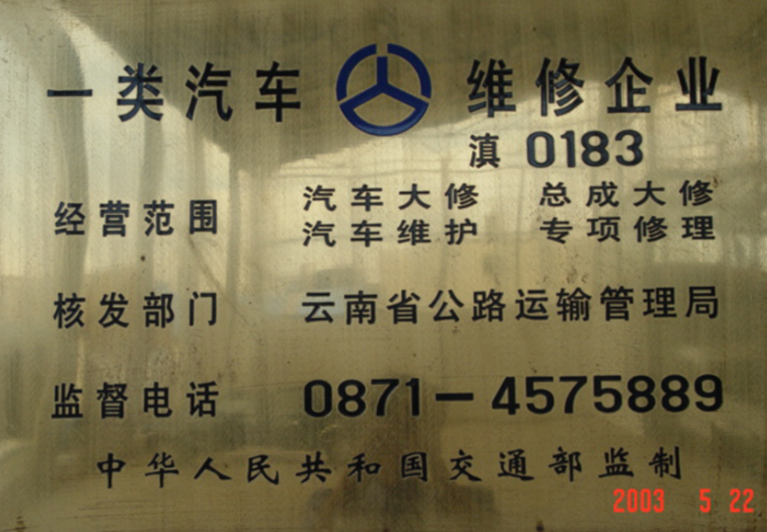 一类汽车 维修企业
滇 0183
经营范围 汽车大修 总成大修
汽车维护 专项修理
核发部门 云南省公路运输管理局
监督电话 0871－4575889
中华人民共和国交通部监制
2003 5 22